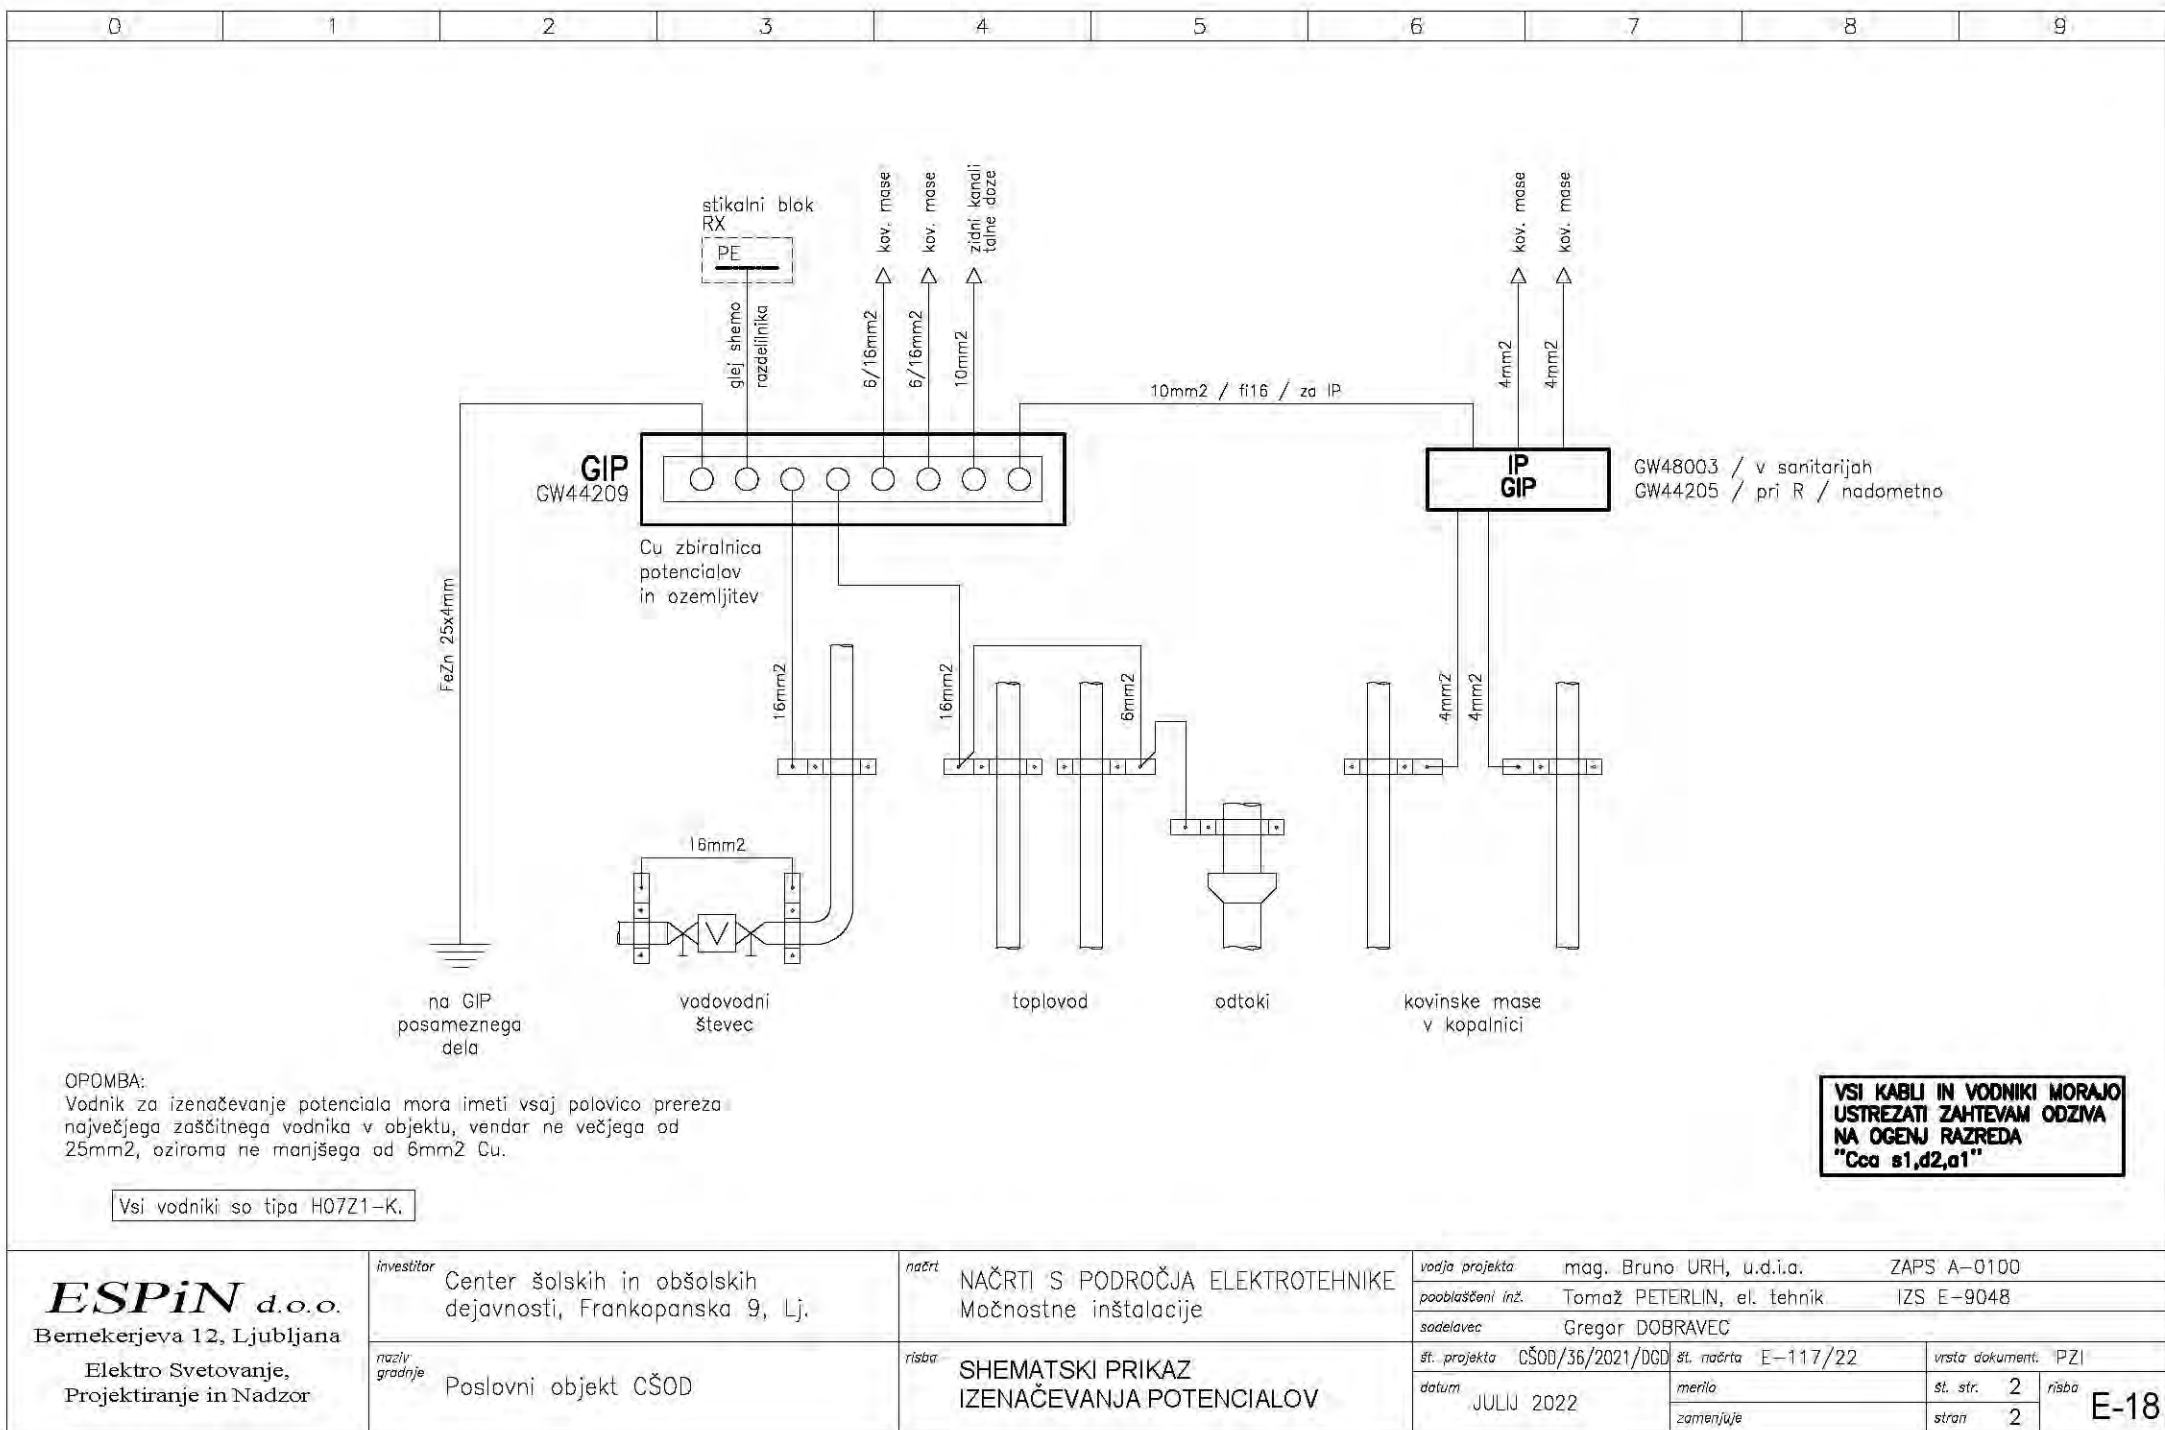 0 1 2 3 4 5 6 7 8 9
stikalni blok
RX
PE
glej shemo
razdelilnika
6/16mm2
kov. mase
6/16mm2
kov. mase
10mm2
zidni kanali
talne doze
4mm2
kov. mase
4mm2
kov. mase
10mm2 / fi16 / za IP
GIP
GW44209
IP
GIP
GW48003 / v sanitarijah
GW44205 / pri R / nadometno
Cu zbiralnica
potencialov
in ozemljitev
FeZn 25x4mm
16mm2
16mm2
6mm2
4mm2
4mm2
16mm2
V
na GIP
posameznega
dela
vodovodni
števec
toplovod
odtoki
kovinske mase
v kopalnici
OPOMBA:
Vodnik za izenačevanje potenciala mora imeti vsaj polovico prereza
največjega zaščitnega vodnika v objektu, vendar ne večjega od
25mm2, oziroma ne manjšega od 6mm2 Cu.
Vsi vodniki so tipa H07Z1-K.
VSI KABLI IN VODNIKI MORAJO
USTREZATI ZAHTEVAM ODZIVA
NA OGENJ RAZREDA
"Cca s1,d2,a1"
ESPiN d.o.o.
Bernekerjeva 12, Ljubljana
Elektro Svetovanje,
Projektiranje in Nadzor
investitor
Center šolskih in obšolskih
dejavnosti, Frankopanska 9, Lj.
naziv
gradnje
Poslovni objekt CŠOD
načrt
NAČRTI S PODROČJA ELEKTROTEHNIKE
Močnostne inštalacije
risba
SHEMATSKI PRIKAZ
IZENAČEVANJA POTENCIALOV
vodja projekta mag. Bruno URH, u.d.i.a. ZAPS A-0100
pooblaščeni inž. Tomaž PETERLIN, el. tehnik IZS E-9048
sodelavec Gregor DOBRAVEC
št. projekta CŠOD/36/2021/DGD št. načrta E-117/22 vrsta dokument. PZI
datum JULIJ 2022
merilo
zamenjuje
št. str. 2
stran 2
risba E-18